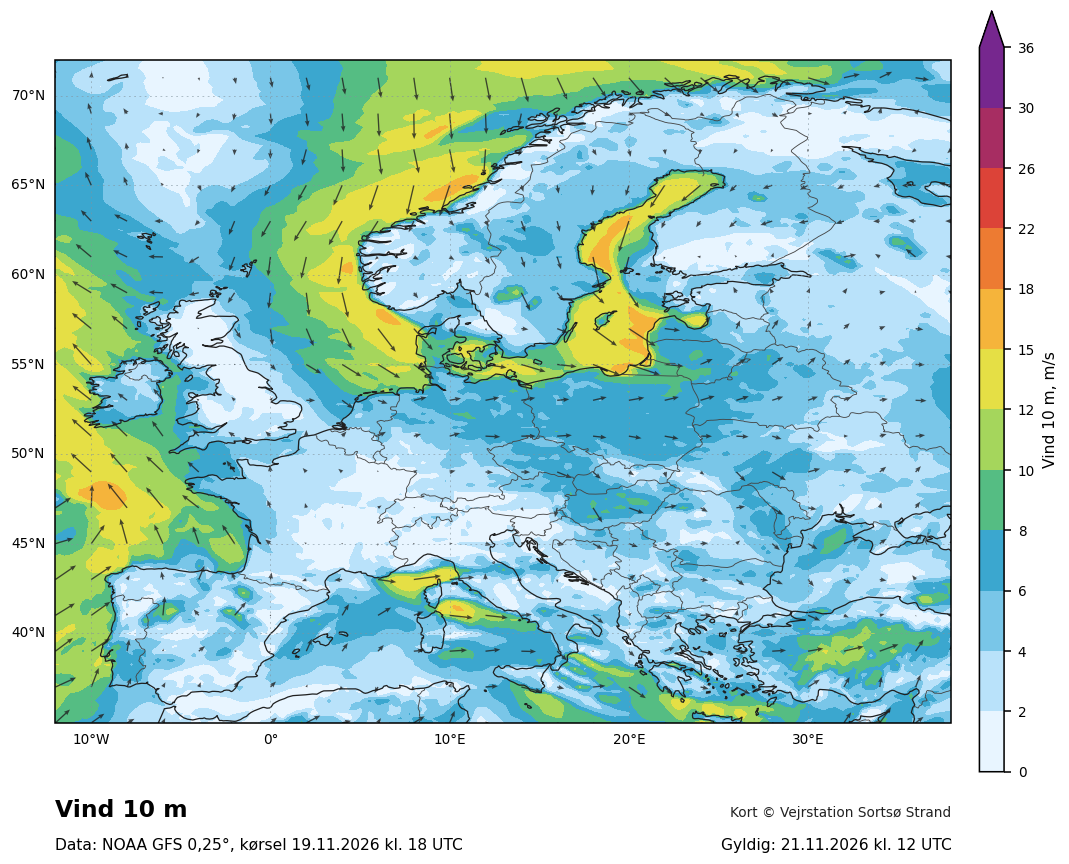 70°N
65°N
60°N
55°N
50°N
45°N
40°N
10°W
0°
10°E
20°E
30°E
36
30
26
22
18
15
12
10
8
6
4
2
0
Vind 10 m, m/s
Vind 10 m
Kort © Vejrstation Sortsø Strand
Data: NOAA GFS 0,25°, kørsel 19.11.2026 kl. 18 UTC
Gyldig: 21.11.2026 kl. 12 UTC